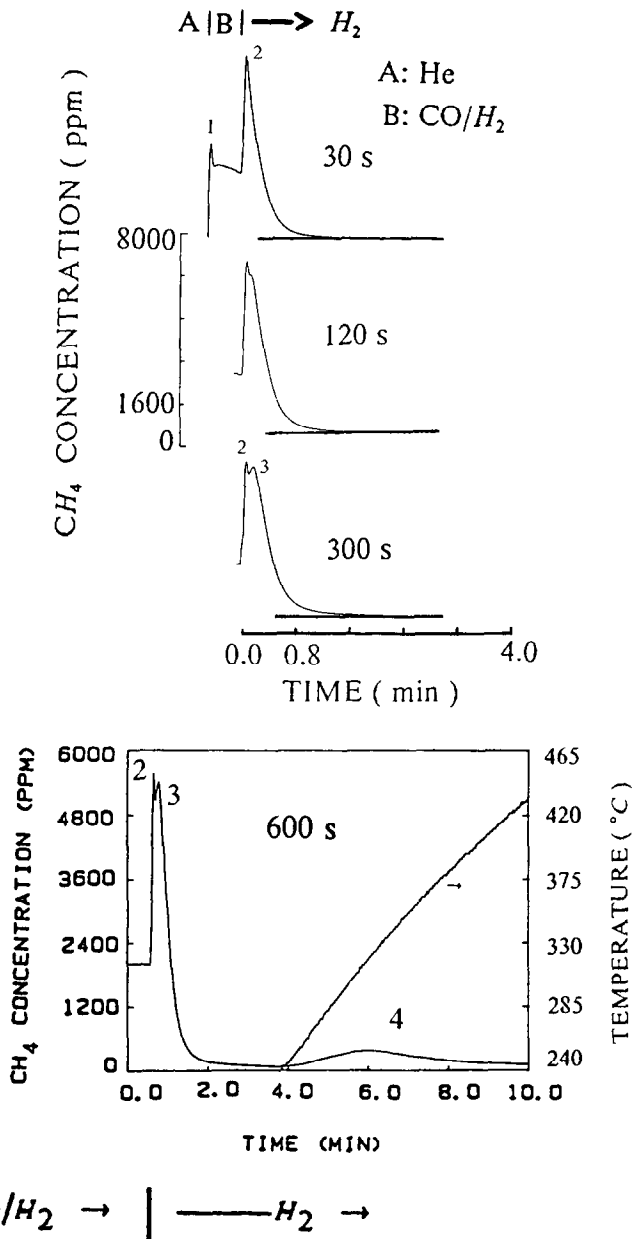 A | B | → H₂
A: He
B: CO/H₂
2
1
30 s
CH₄ CONCENTRATION ( ppm )
8000
1600
0
120 s
2
3
300 s
0.0 0.8 4.0
TIME ( min )
6000
4800
3600
2400
1200
0
CH₄ CONCENTRATION (PPM)
2
3
600 s
→
4
465
420
375
330
285
240
TEMPERATURE ( °C )
0.0 2.0 4.0 6.0 8.0 10.0
TIME (MIN)
/H₂ → | H₂ →